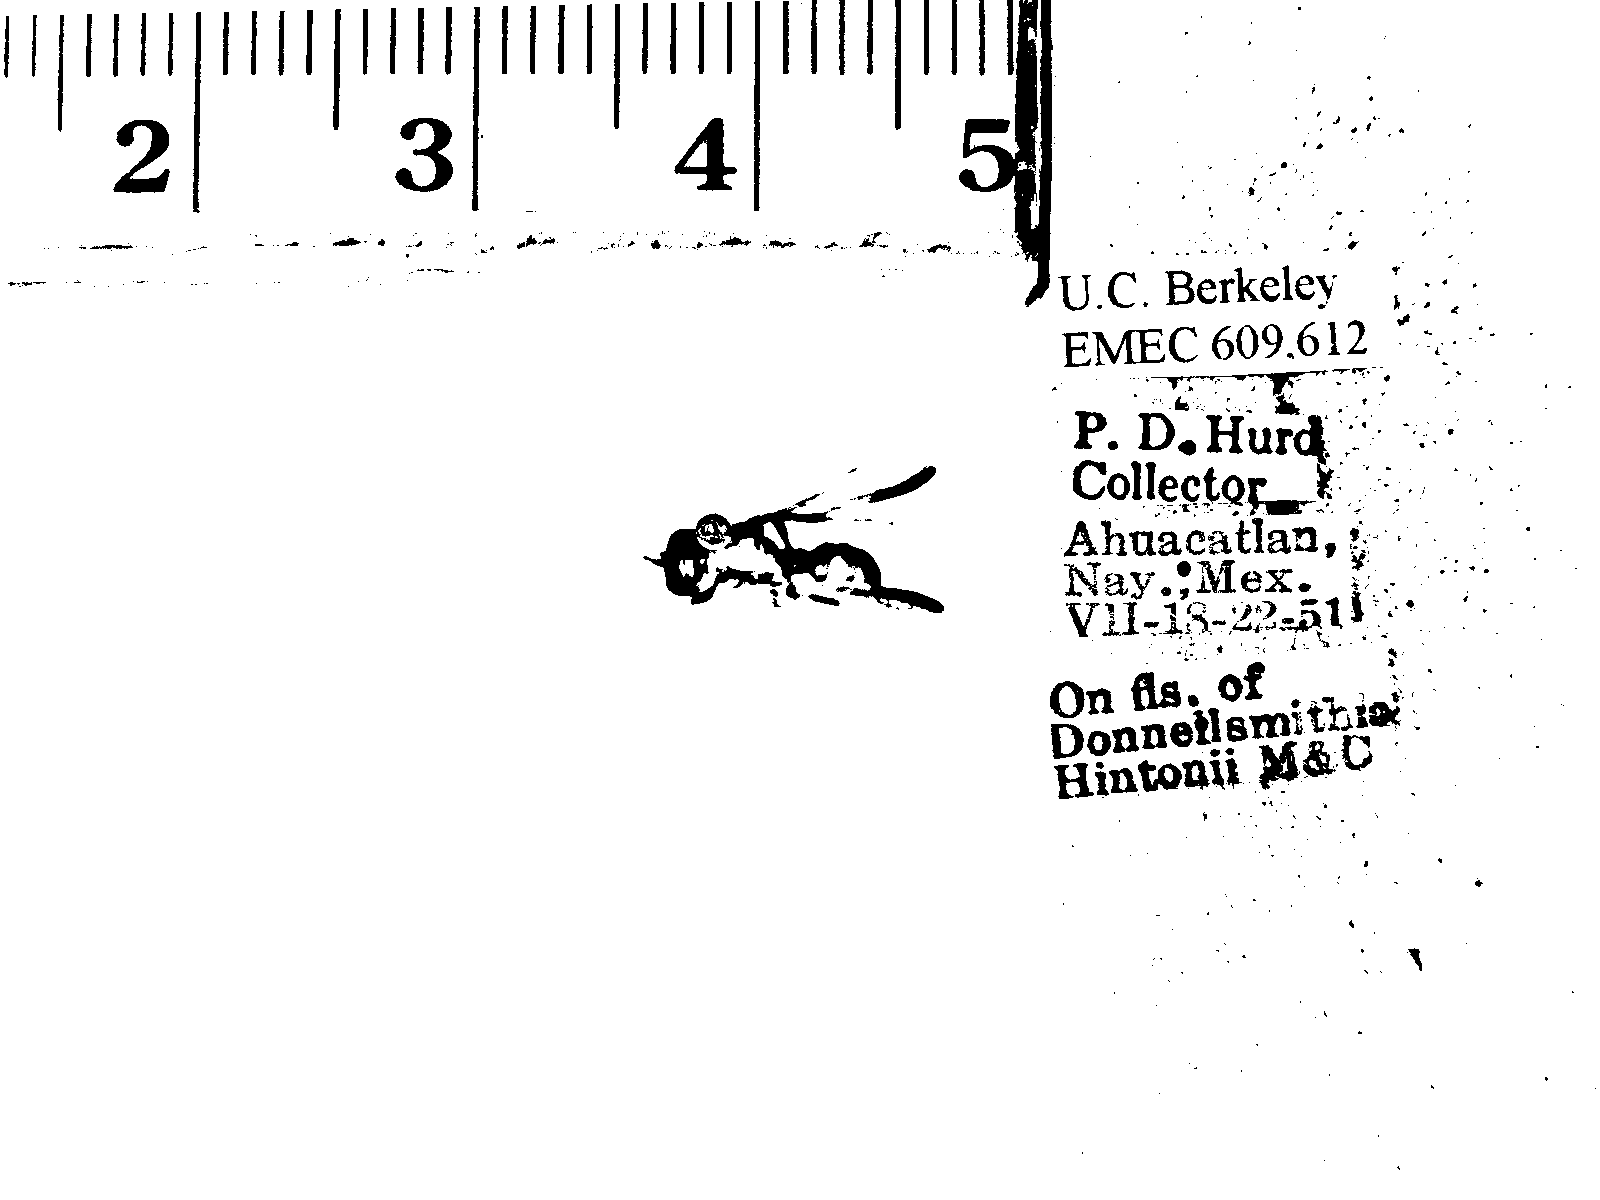 2 3 4 5
U.C. Berkeley
EMEC 609,612
P. D. Hurd
Collector
Ahuacatlan,
Nay., Mex.
VII-18-22-51
On fls. of
Donnellsmithia
Hintonii M&C